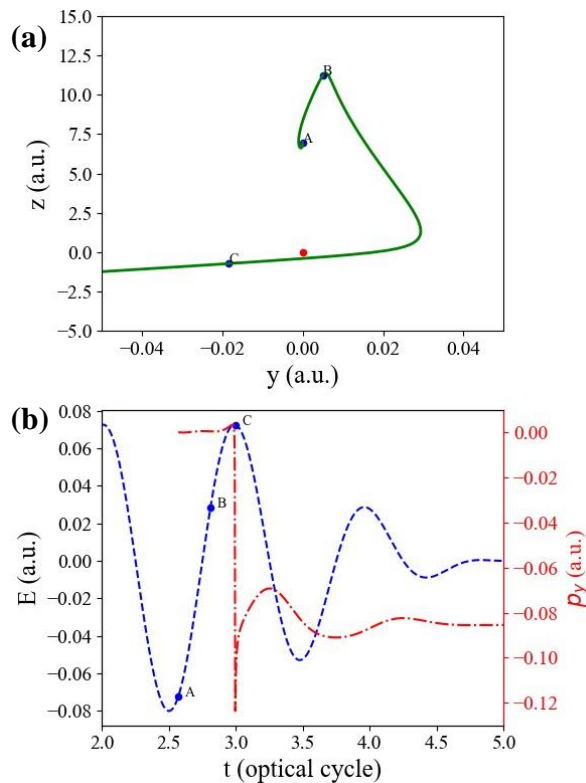 (a)
15.0
12.5
10.0
7.5
5.0
2.5
0.0
−2.5
−5.0
z (a.u.)
B
A
C
−0.04
−0.02
0.00
0.02
0.04
y (a.u.)
(b)
0.08
0.06
0.04
0.02
0.00
−0.02
−0.04
−0.06
−0.08
E (a.u.)
C
B
A
0.00
−0.02
−0.04
−0.06
−0.08
−0.10
−0.12
p_y (a.u.)
2.0
2.5
3.0
3.5
4.0
4.5
5.0
t (optical cycle)